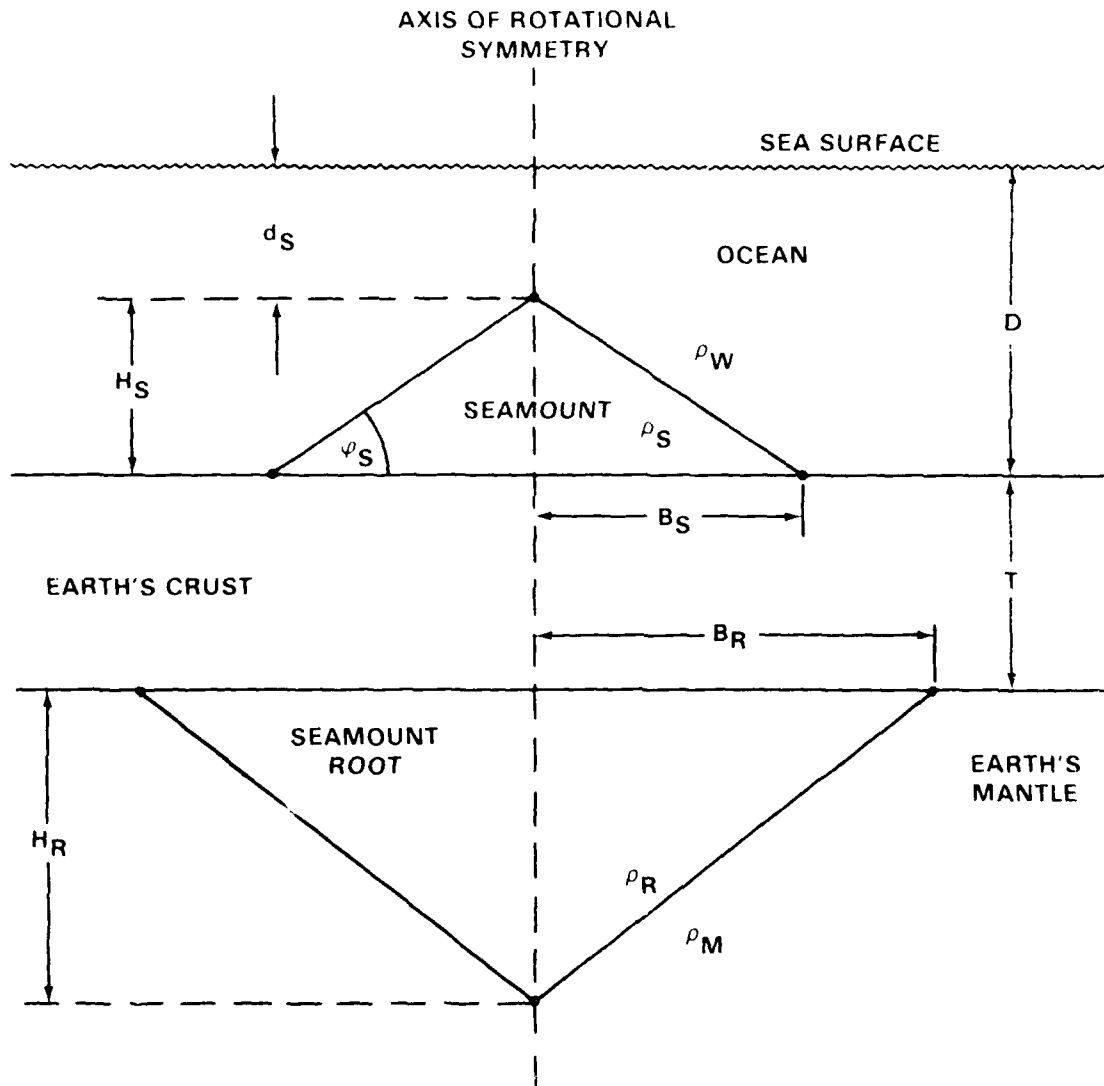 AXIS OF ROTATIONAL
SYMMETRY
SEA SURFACE
d_S
OCEAN
D
H_S
ρ_W
SEAMOUNT
φ_S
ρ_S
B_S
EARTH'S CRUST
T
B_R
SEAMOUNT
ROOT
EARTH'S
MANTLE
H_R
ρ_R
ρ_M